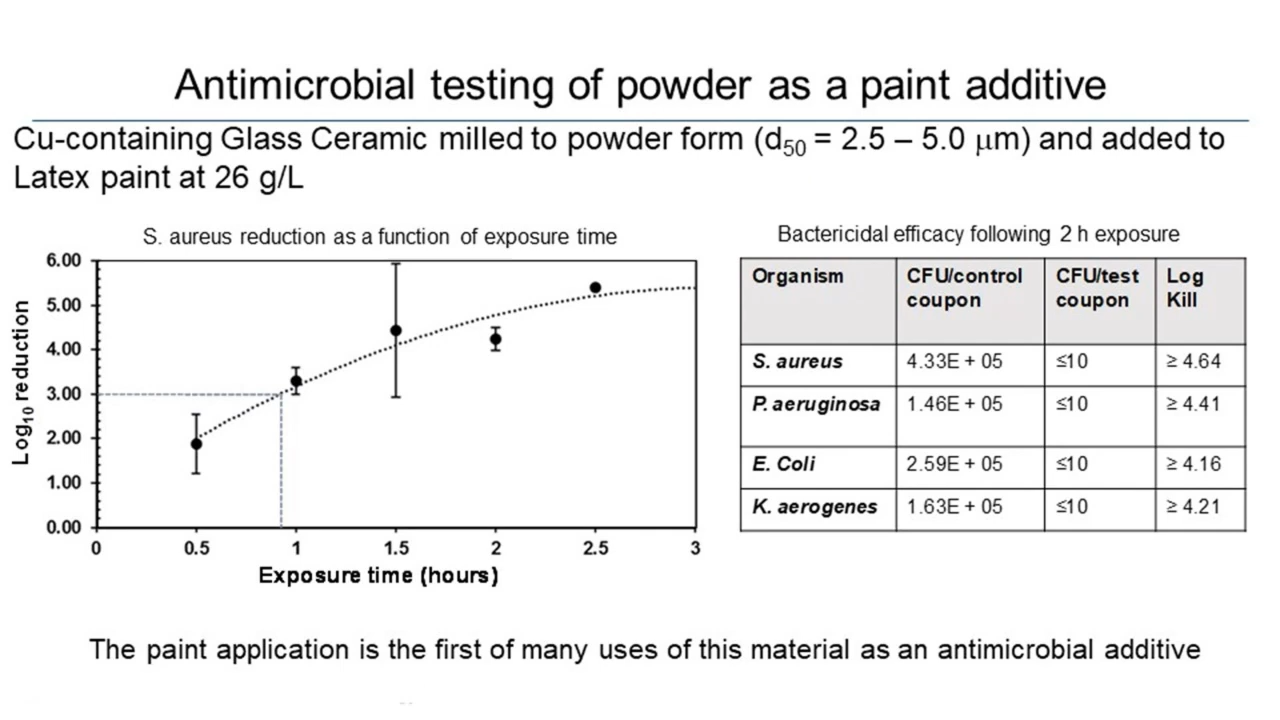 Antimicrobial testing of powder as a paint additive
Cu-containing Glass Ceramic milled to powder form (d50 = 2.5 – 5.0 μm) and added to
Latex paint at 26 g/L
S. aureus reduction as a function of exposure time
6.00
5.00
4.00
3.00
2.00
1.00
0.00
Log10 reduction
0 0.5 1 1.5 2 2.5 3
Exposure time (hours)
Bactericidal efficacy following 2 h exposure
Organism CFU/control coupon CFU/test coupon Log Kill
S. aureus 4.33E + 05 ≤10 ≥ 4.64
P. aeruginosa 1.46E + 05 ≤10 ≥ 4.41
E. Coli 2.59E + 05 ≤10 ≥ 4.16
K. aerogenes 1.63E + 05 ≤10 ≥ 4.21
The paint application is the first of many uses of this material as an antimicrobial additive